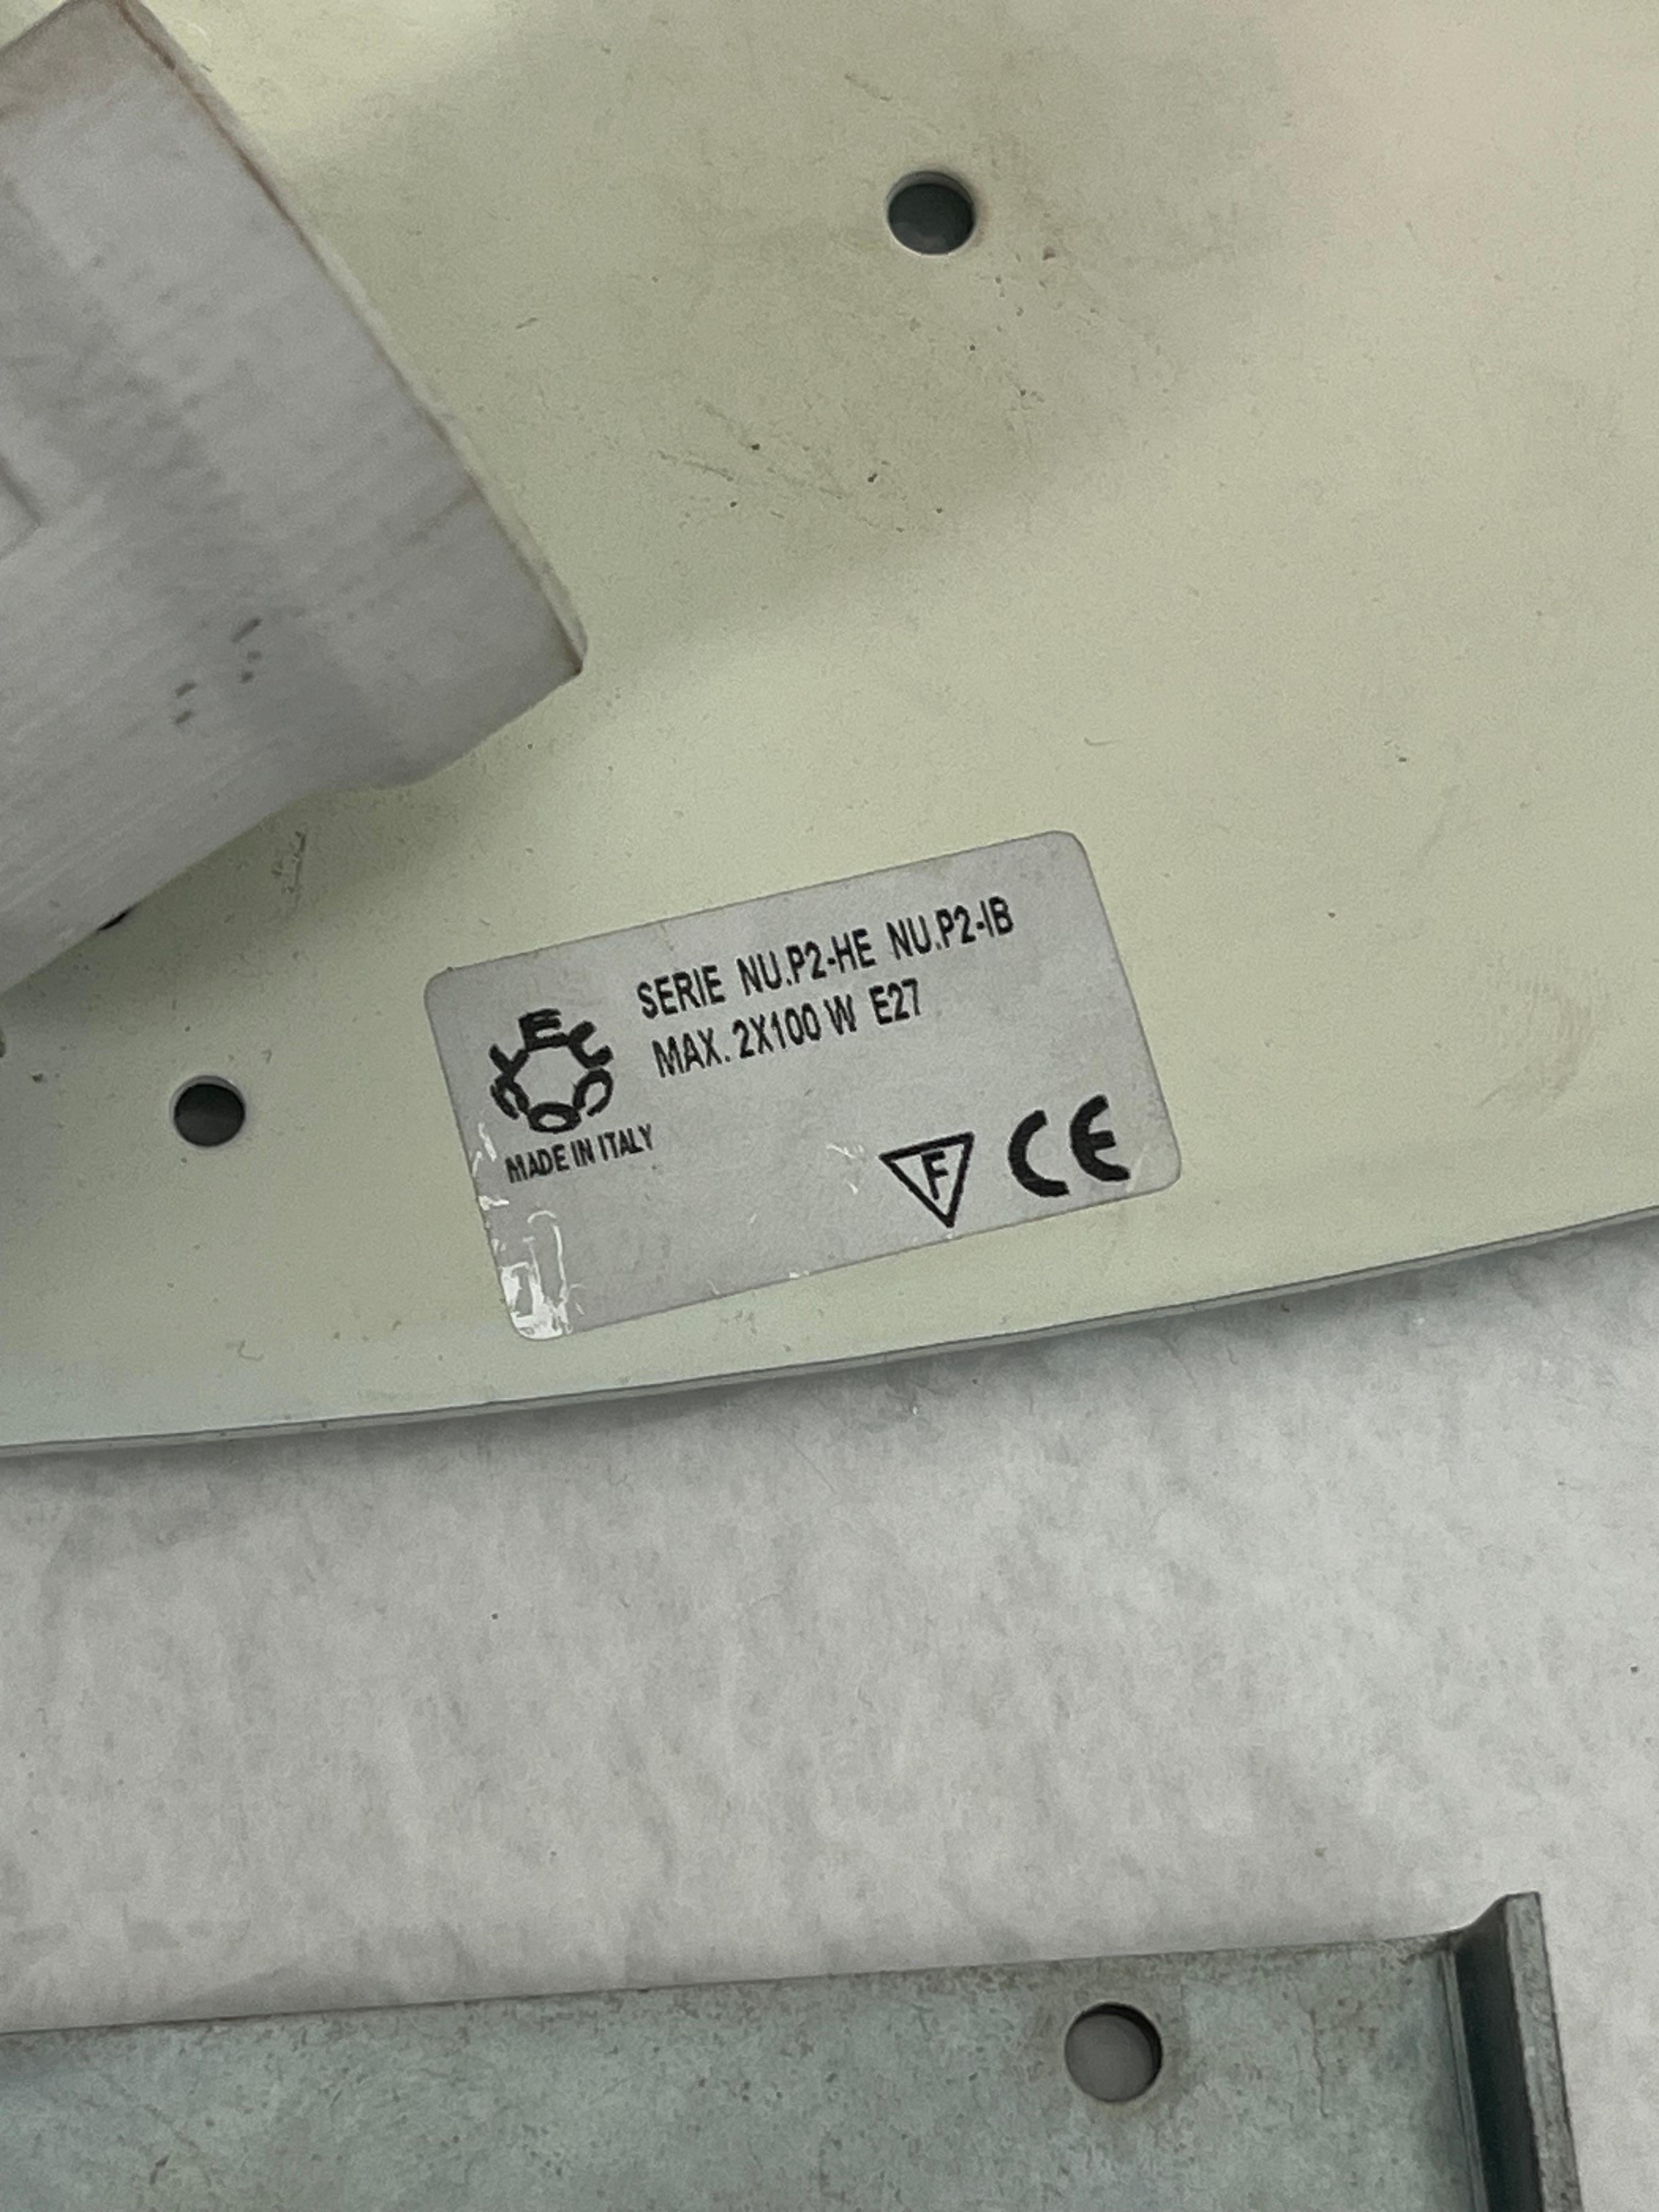 SERIE NU.P2-HE NU.P2-IB
MAX. 2X100 W E27
MADE IN ITALY
F CE